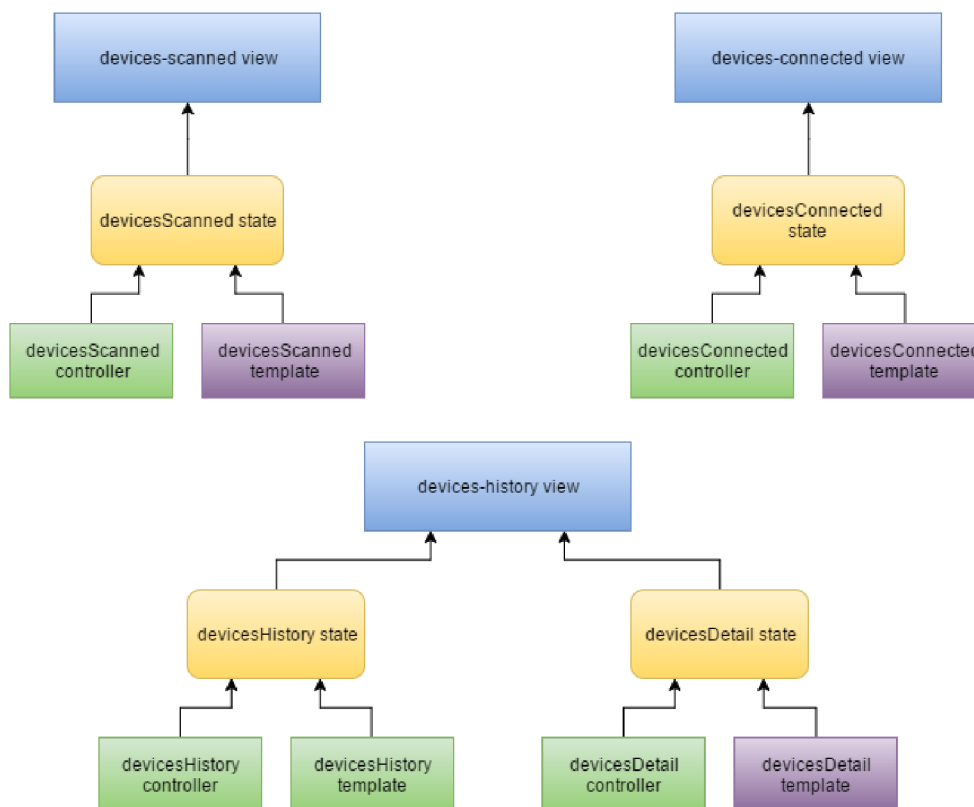 devices-scanned view
devices-connected view
devicesScanned state
devicesConnected
state
devicesScanned
controller
devicesScanned
template
devicesConnected
controller
devicesConnected
template
devices-history view
devicesHistory state
devicesDetail state
devicesHistory
controller
devicesHistory
template
devicesDetail
controller
devicesDetail
template